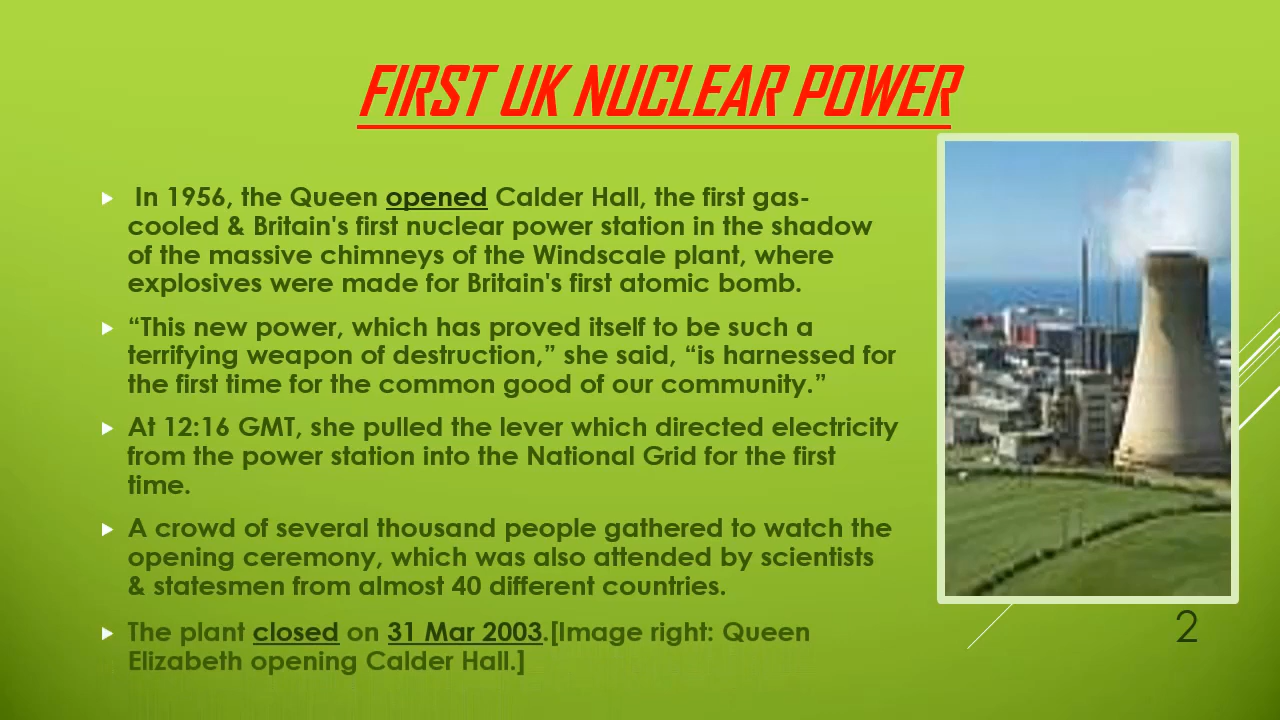 FIRST UK NUCLEAR POWER
In 1956, the Queen opened Calder Hall, the first gas-
cooled & Britain's first nuclear power station in the shadow
of the massive chimneys of the Windscale plant, where
explosives were made for Britain's first atomic bomb.
“This new power, which has proved itself to be such a
terrifying weapon of destruction,” she said, “is harnessed for
the first time for the common good of our community.”
At 12:16 GMT, she pulled the lever which directed electricity
from the power station into the National Grid for the first
time.
A crowd of several thousand people gathered to watch the
opening ceremony, which was also attended by scientists
& statesmen from almost 40 different countries.
The plant closed on 31 Mar 2003.[Image right: Queen
Elizabeth opening Calder Hall.]
2